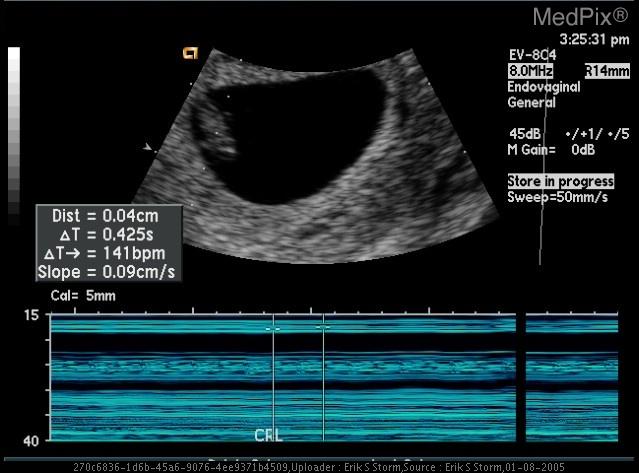 MedPix®
3:25:31 pm
EV-8C4
8.0MHz R14mm
Endovaginal
General
45dB •/+1/ •/5
M Gain= 0dB
Store in progress
Sweep=50mm/s
Dist = 0.04cm
ΔT = 0.425s
ΔT→ = 141bpm
Slope = 0.09cm/s
Cal= 5mm
15
40
CRL
270c6836-1d6b-45a6-9076-4ee9371b4509,Uploader : Erik S Storm,Source : Erik S Storm,01-08-2005